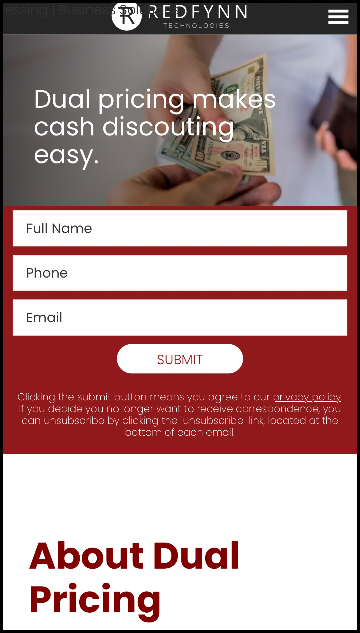 essing | Business Solutions
REDFYNN
TECHNOLOGIES
Dual pricing makes
cash discouting
easy.
Full Name
Phone
Email
SUBMIT
Clicking the submit button means you agree to our privacy policy.
If you decide you no longer want to receive correspondence, you
can unsubscribe by clicking the "unsubscribe" link, located at the
bottom of each email.
About Dual
Pricing